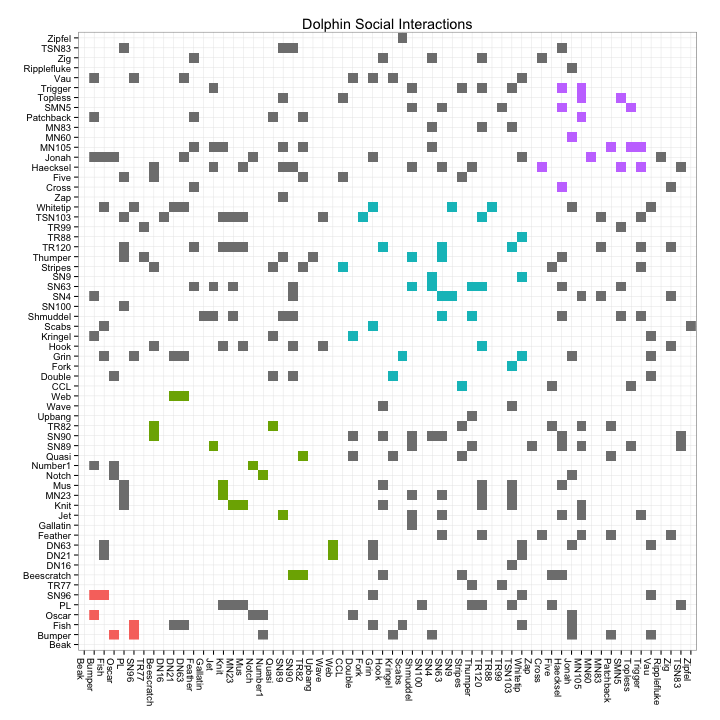 Dolphin Social Interactions
Zipfel
TSN83
Zig
Ripplefluke
Vau
Trigger
Topless
SMN5
Patchback
MN83
MN60
MN105
Jonah
Haecksel
Five
Cross
Zap
Whitetip
TSN103
TR99
TR88
TR120
Thumper
Stripes
SN9
SN63
SN4
SN100
Shmuddel
Scabs
Kringel
Hook
Grin
Fork
Double
CCL
Web
Wave
Upbang
TR82
SN90
SN89
Quasi
Number1
Notch
Mus
MN23
Knit
Jet
Gallatin
Feather
DN63
DN21
DN16
Beescratch
TR77
SN96
PL
Oscar
Fish
Bumper
Beak
Beak
Bumper
Fish
Oscar
PL
SN96
TR77
Beescratch
DN16
DN21
DN63
Feather
Gallatin
Jet
Knit
MN23
Mus
Notch
Number1
Quasi
SN89
SN90
TR82
Upbang
Wave
Web
CCL
Double
Fork
Grin
Hook
Kringel
Scabs
Shmuddel
SN100
SN4
SN63
SN9
Stripes
Thumper
TR120
TR88
TR99
TSN103
Whitetip
Zap
Cross
Five
Haecksel
Jonah
MN105
MN60
MN83
Patchback
SMN5
Topless
Trigger
Vau
Ripplefluke
Zig
TSN83
Zipfel